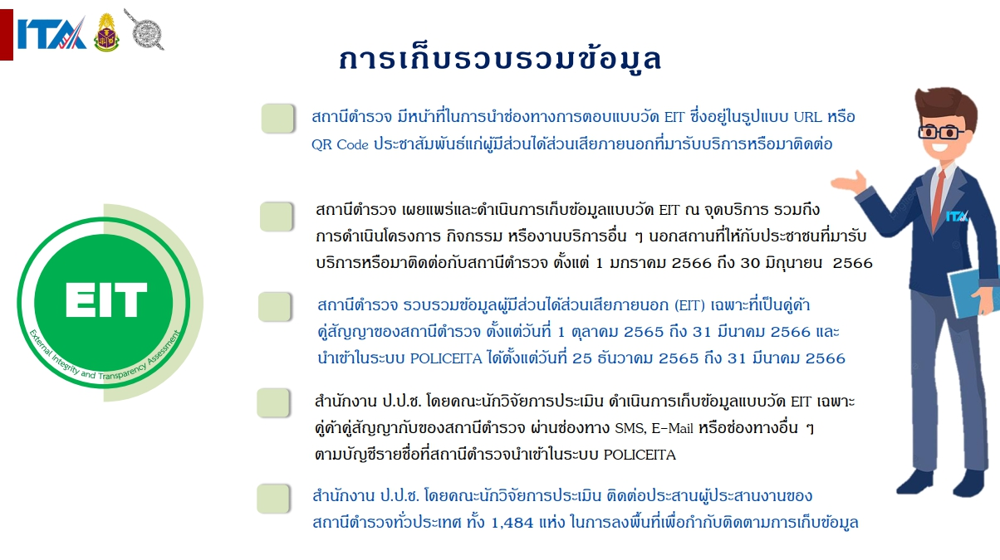 ITA
การเก็บรวบรวมข้อมูล
สถานีตำรวจ มีหน้าที่ในการนำช่องทางการตอบแบบวัด EIT ซึ่งอยู่ในรูปแบบ URL หรือ
QR Code ประชาสัมพันธ์แก่ผู้มีส่วนได้ส่วนเสียภายนอกที่มารับบริการหรือมาติดต่อ
สถานีตำรวจ เผยแพร่และดำเนินการเก็บข้อมูลแบบวัด EIT ณ จุดบริการ รวมถึง
การดำเนินโครงการ กิจกรรม หรืองานบริการอื่น ๆ นอกสถานที่ให้กับประชาชนที่มารับ
บริการหรือมาติดต่อกับสถานีตำรวจ ตั้งแต่ 1 มกราคม 2566 ถึง 30 มิถุนายน 2566
สถานีตำรวจ รวบรวมข้อมูลผู้มีส่วนได้ส่วนเสียภายนอก (EIT) เฉพาะที่เป็นคู่ค้า
คู่สัญญาของสถานีตำรวจ ตั้งแต่วันที่ 1 ตุลาคม 2565 ถึง 31 มีนาคม 2566 และ
นำเข้าในระบบ POLICEITA ได้ตั้งแต่วันที่ 25 ธันวาคม 2565 ถึง 31 มีนาคม 2566
สำนักงาน ป.ป.ช. โดยคณะนักวิจัยการประเมิน ดำเนินการเก็บข้อมูลแบบวัด EIT เฉพาะ
คู่ค้าคู่สัญญากับของสถานีตำรวจ ผ่านช่องทาง SMS, E-Mail หรือช่องทางอื่น ๆ
ตามบัญชีรายชื่อที่สถานีตำรวจนำเข้าในระบบ POLICEITA
สำนักงาน ป.ป.ช. โดยคณะนักวิจัยการประเมิน ติดต่อประสานผู้ประสานงานของ
สถานีตำรวจทั่วประเทศ ทั้ง 1,484 แห่ง ในการลงพื้นที่เพื่อกำกับติดตามการเก็บข้อมูล
EIT
External Integrity and Transparency Assessment
ITA